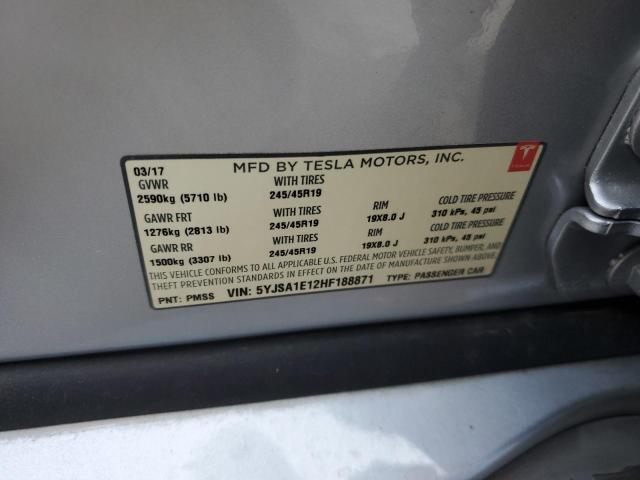 03/17 MFD BY TESLA MOTORS, INC.
GVWR WITH TIRES
2590kg (5710 lb) 245/45R19
GAWR FRT WITH TIRES RIM COLD TIRE PRESSURE
1276kg (2813 lb) 245/45R19 19X8.0 J 310 kPs, 45 psi
GAWR RR WITH TIRES RIM COLD TIRE PRESSURE
1500kg (3307 lb) 245/45R19 19X8.0 J 310 kPs, 45 psi
THIS VEHICLE CONFORMS TO ALL APPLICABLE U.S. FEDERAL MOTOR VEHICLE SAFETY, BUMPER, AND
THEFT PREVENTION STANDARDS IN EFFECT ON THE DATE OF MANUFACTURE SHOWN ABOVE.
PNT: PMSS VIN: 5YJSA1E12HF188871 TYPE: PASSENGER CAR